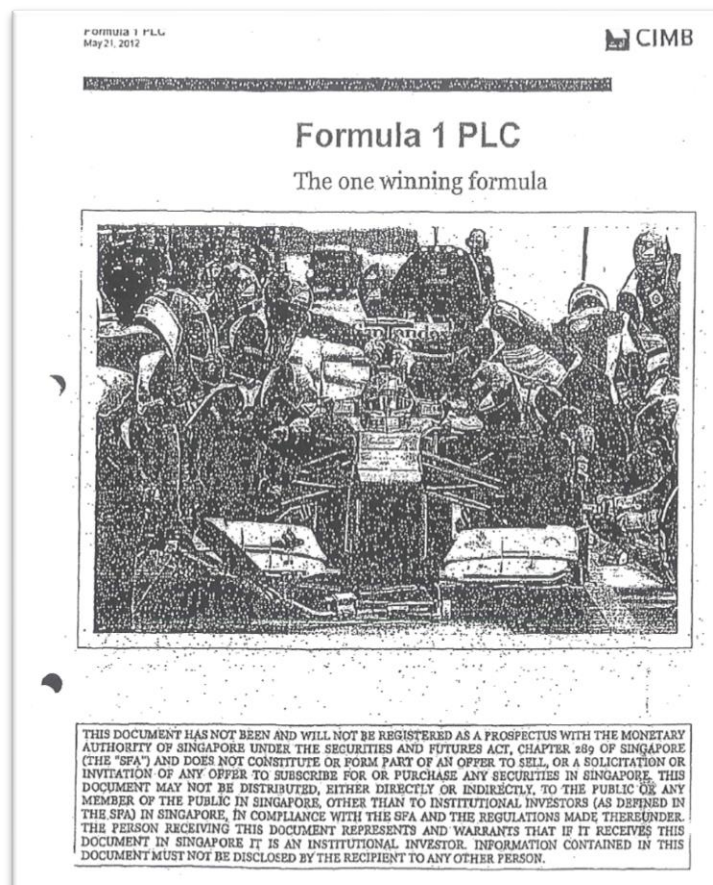 Formula 1 PLC
May 21, 2012
CIMB
Formula 1 PLC
The one winning formula
THIS DOCUMENT HAS NOT BEEN AND WILL NOT BE REGISTERED AS A PROSPECTUS WITH THE MONETARY
AUTHORITY OF SINGAPORE UNDER THE SECURITIES AND FUTURES ACT, CHAPTER 289 OF SINGAPORE
(THE "SFA") AND DOES NOT CONSTITUTE OR FORM PART OF AN OFFER TO SELL, OR A SOLICITATION OR
INVITATION OF ANY OFFER TO SUBSCRIBE FOR OR PURCHASE ANY SECURITIES IN SINGAPORE. THIS
DOCUMENT MAY NOT BE DISTRIBUTED, EITHER DIRECTLY OR INDIRECTLY, TO THE PUBLIC OR ANY
MEMBER OF THE PUBLIC IN SINGAPORE, OTHER THAN TO INSTITUTIONAL INVESTORS (AS DEFINED IN
THE SFA) IN SINGAPORE, IN COMPLIANCE WITH THE SFA AND THE REGULATIONS MADE THEREUNDER.
THE PERSON RECEIVING THIS DOCUMENT REPRESENTS AND WARRANTS THAT IF IT RECEIVES THIS
DOCUMENT IN SINGAPORE IT IS AN INSTITUTIONAL INVESTOR. INFORMATION CONTAINED IN THIS
DOCUMENT MUST NOT BE DISCLOSED BY THE RECIPIENT TO ANY OTHER PERSON.